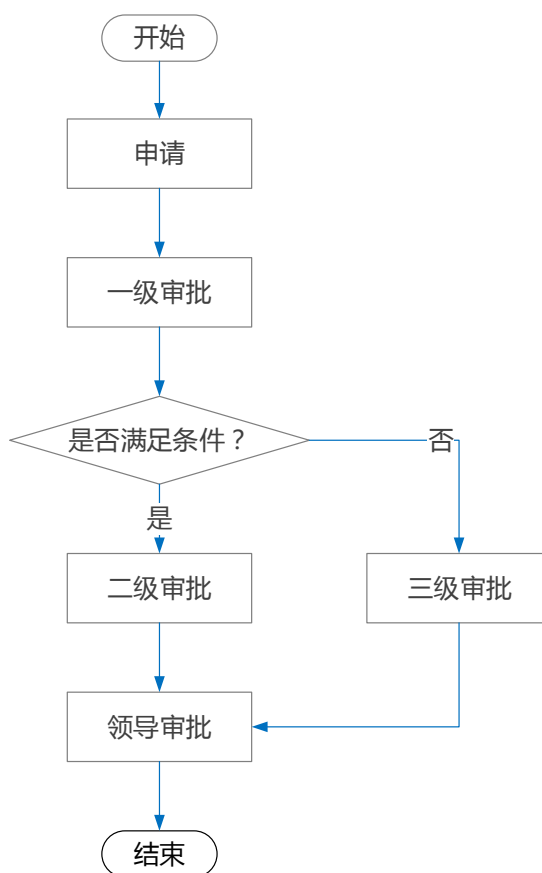 开始
申请
一级审批
是否满足条件？
否
是
二级审批
三级审批
领导审批
结束